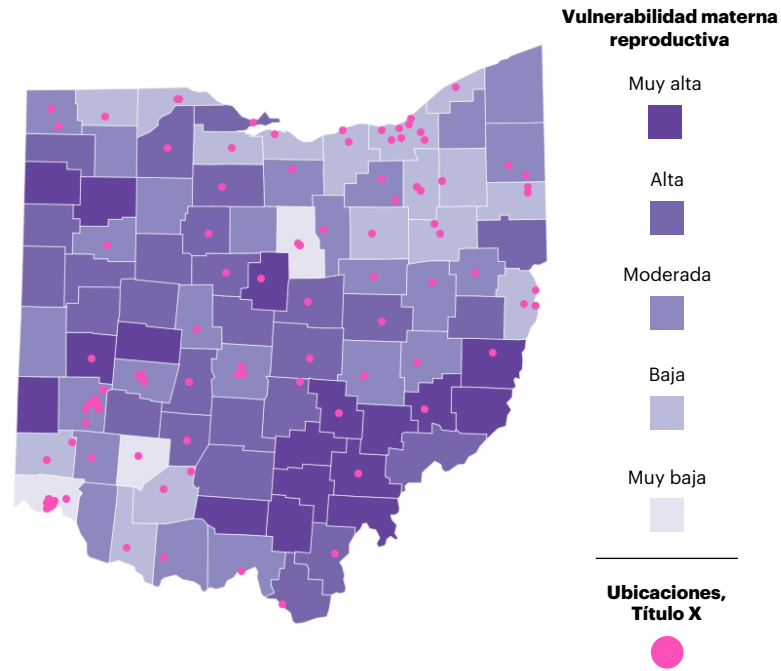 Vulnerabilidad materna
reproductiva
Muy alta
Alta
Moderada
Baja
Muy baja
Ubicaciones,
Título X